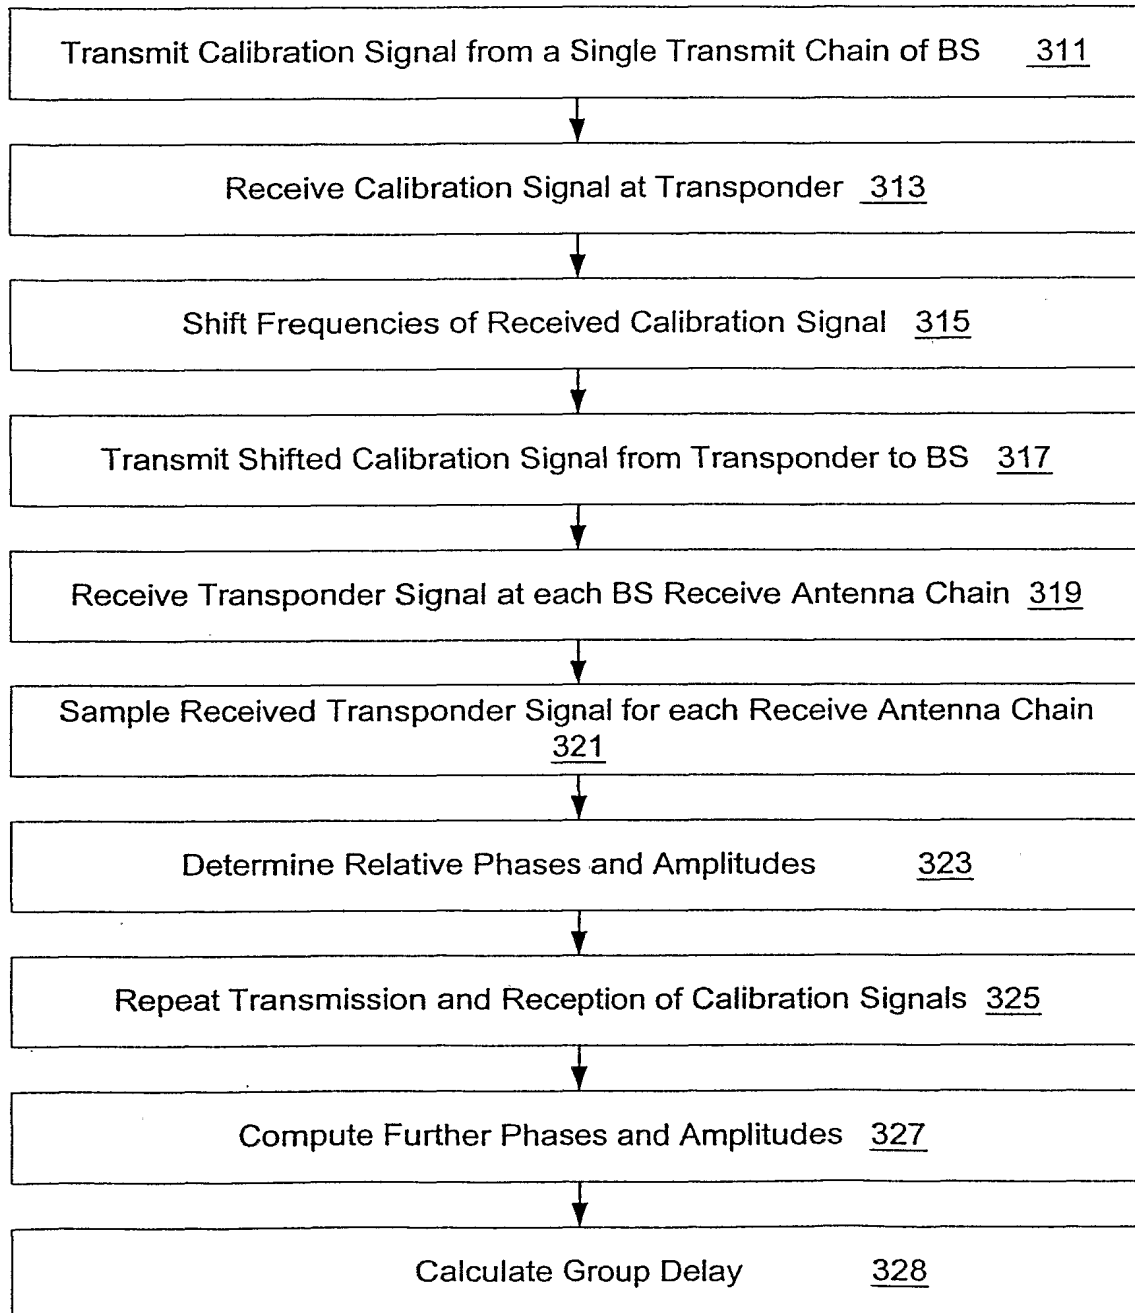 Transmit Calibration Signal from a Single Transmit Chain of BS 311
Receive Calibration Signal at Transponder 313
Shift Frequencies of Received Calibration Signal 315
Transmit Shifted Calibration Signal from Transponder to BS 317
Receive Transponder Signal at each BS Receive Antenna Chain 319
Sample Received Transponder Signal for each Receive Antenna Chain
321
Determine Relative Phases and Amplitudes 323
Repeat Transmission and Reception of Calibration Signals 325
Compute Further Phases and Amplitudes 327
Calculate Group Delay 328